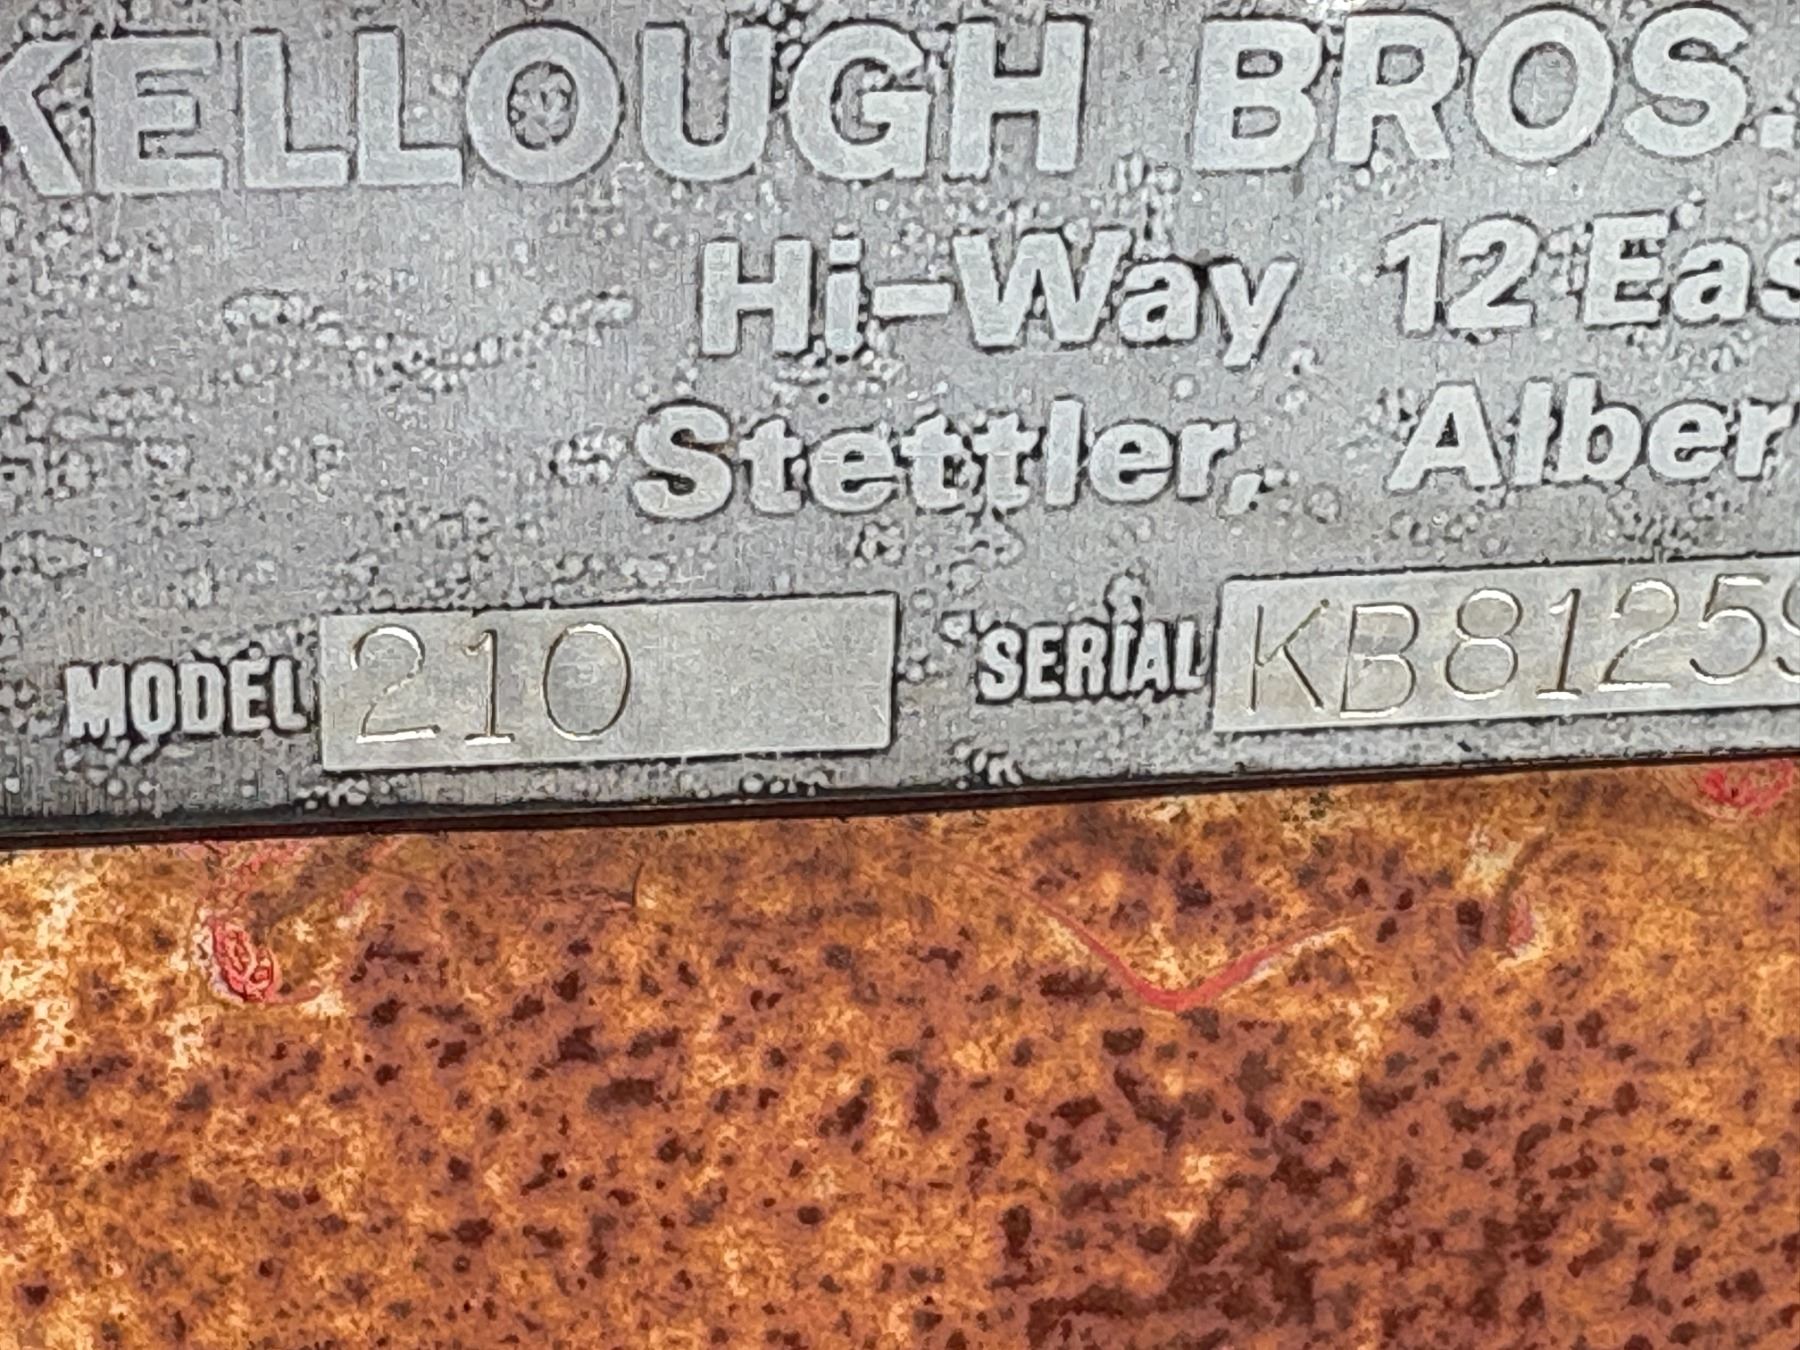 KELLOUGH BROS.
Hi-Way 12 Eas
Stettler, Alber
MODEL 210 SERIAL KB8125